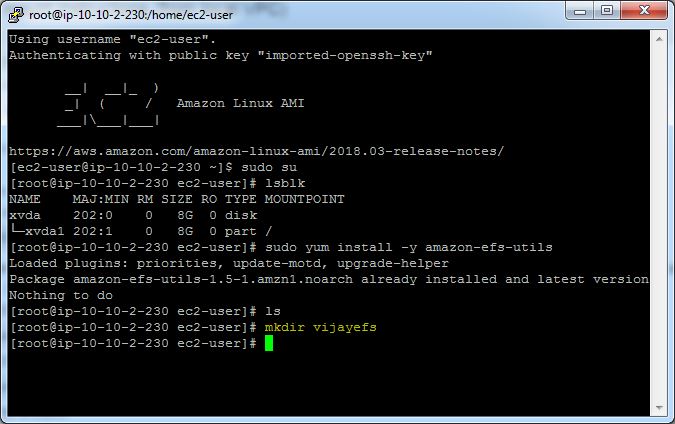 root@ip-10-10-2-230:/home/ec2-user
Using username "ec2-user".
Authenticating with public key "imported-openssh-key"
       __|  __|_  )
       _|  (     /   Amazon Linux AMI
      ___|\___|___|
https://aws.amazon.com/amazon-linux-ami/2018.03-release-notes/
[ec2-user@ip-10-10-2-230 ~]$ sudo su
[root@ip-10-10-2-230 ec2-user]# lsblk
NAME    MAJ:MIN RM SIZE RO TYPE MOUNTPOINT
xvda    202:0    0   8G  0 disk
└─xvda1 202:1    0   8G  0 part /
[root@ip-10-10-2-230 ec2-user]# sudo yum install -y amazon-efs-utils
Loaded plugins: priorities, update-motd, upgrade-helper
Package amazon-efs-utils-1.5-1.amzn1.noarch already installed and latest version
Nothing to do
[root@ip-10-10-2-230 ec2-user]# ls
[root@ip-10-10-2-230 ec2-user]# mkdir vijayefs
[root@ip-10-10-2-230 ec2-user]#